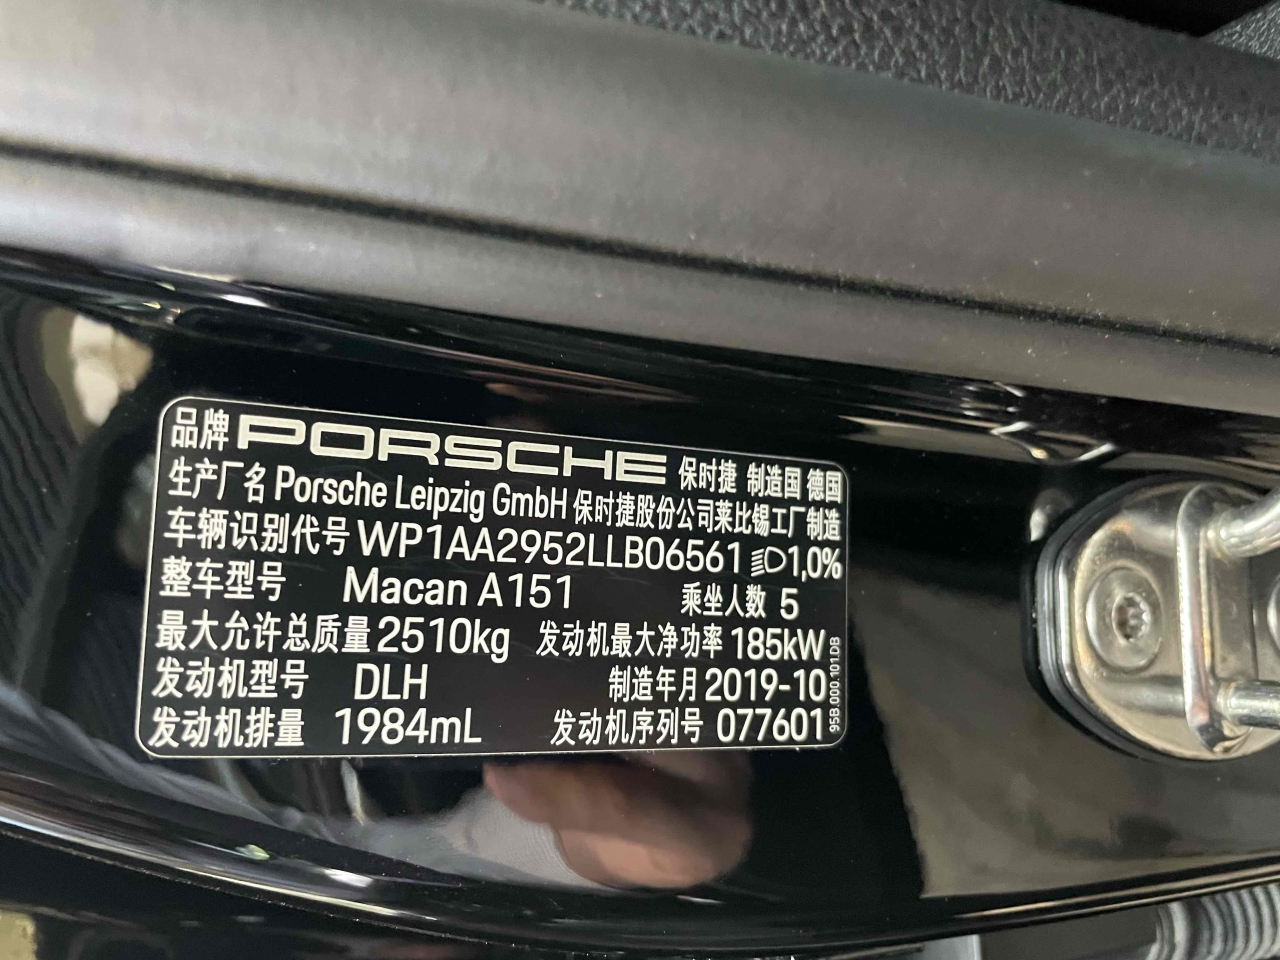 品牌 PORSCHE 保时捷 制造国 德国
生产厂名 Porsche Leipzig GmbH 保时捷股份公司莱比锡工厂制造
车辆识别代号 WP1AA2952LLB06561 1,0%
整车型号 Macan A151 乘坐人数 5
最大允许总质量 2510kg 发动机最大净功率 185kW
发动机型号 DLH 制造年月 2019-10
发动机排量 1984mL 发动机序列号 077601
95B.000.101.DB